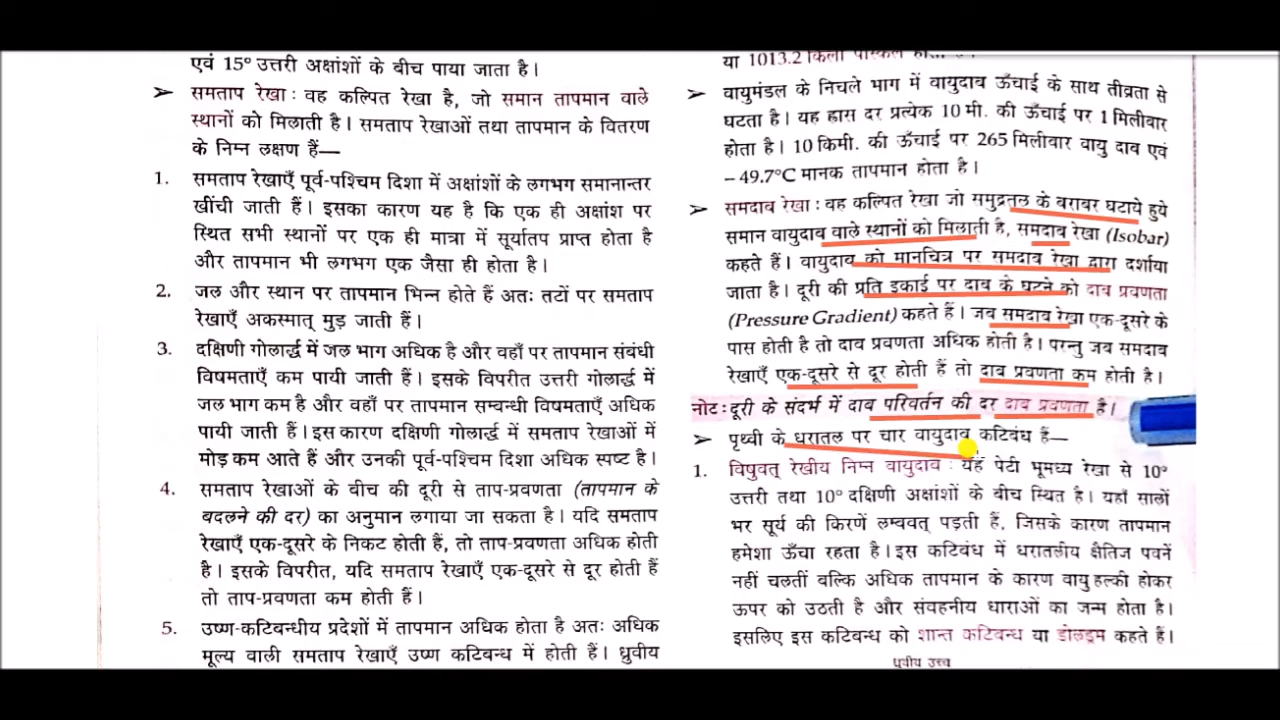 एवं 15° उत्तरी अक्षांशों के बीच पाया जाता है।
➤ समताप रेखा : वह कल्पित रेखा है, जो समान तापमान वाले
स्थानों को मिलाती है। समताप रेखाओं तथा तापमान के वितरण
के निम्न लक्षण हैं—
1. समताप रेखाएँ पूर्व-पश्चिम दिशा में अक्षांशों के लगभग समानान्तर
खींची जाती हैं। इसका कारण यह है कि एक ही अक्षांश पर
स्थित सभी स्थानों पर एक ही मात्रा में सूर्यातप प्राप्त होता है
और तापमान भी लगभग एक जैसा ही होता है।
2. जल और स्थान पर तापमान भिन्न होते हैं अतः तटों पर समताप
रेखाएँ अकस्मात् मुड़ जाती हैं।
3. दक्षिणी गोलार्द्ध में जल भाग अधिक है और वहाँ पर तापमान संबंधी
विषमताएँ कम पायी जाती हैं। इसके विपरीत उत्तरी गोलार्द्ध में
जल भाग कम है और वहाँ पर तापमान सम्बन्धी विषमताएँ अधिक
पायी जाती हैं। इस कारण दक्षिणी गोलार्द्ध में समताप रेखाओं में
मोड़ कम आते हैं और उनकी पूर्व-पश्चिम दिशा अधिक स्पष्ट है।
4. समताप रेखाओं के बीच की दूरी से ताप-प्रवणता (तापमान के
बदलने की दर) का अनुमान लगाया जा सकता है। यदि समताप
रेखाएँ एक-दूसरे के निकट होती हैं, तो ताप-प्रवणता अधिक होती
है। इसके विपरीत, यदि समताप रेखाएँ एक-दूसरे से दूर होती हैं
तो ताप-प्रवणता कम होती हैं।
5. उष्ण-कटिबन्धीय प्रदेशों में तापमान अधिक होता है अतः अधिक
मूल्य वाली समताप रेखाएँ उष्ण कटिबन्ध में होती हैं। ध्रुवीय
या 1013.2 किलो पास्कल
➤ वायुमंडल के निचले भाग में वायुदाव ऊँचाई के साथ तीव्रता से
घटता है। यह ह्रास दर प्रत्येक 10 मी. की ऊँचाई पर 1 मिलीवार
होता है। 10 किमी. की ऊँचाई पर 265 मिलीवार वायु दाव एवं
– 49.7°C मानक तापमान होता है।
➤ समदाव रेखा : वह कल्पित रेखा जो समुद्रतल के बराबर घटाये हुये
समान वायुदाव वाले स्थानों को मिलाती है, समदाव रेखा (Isobar)
कहते हैं। वायुदाव को मानचित्र पर समदाव रेखा द्वारा दर्शाया
जाता है। दूरी की प्रति इकाई पर दाव के घटने को दाव प्रवणता
(Pressure Gradient) कहते हैं। जब समदाव रेखा एक-दूसरे के
पास होती है तो दाव प्रवणता अधिक होती है। परन्तु जब समदाव
रेखाएँ एक-दूसरे से दूर होती हैं तो दाव प्रवणता कम होती है।
नोट : दूरी के संदर्भ में दाव परिवर्तन की दर दाव प्रवणता है।
➤ पृथ्वी के धरातल पर चार वायुदाव कटिबंध हैं—
1. विषुवत् रेखीय निम्न वायुदाव : यह पेटी भूमध्य रेखा से 10°
उत्तरी तथा 10° दक्षिणी अक्षांशों के बीच स्थित है। यहाँ सालों
भर सूर्य की किरणें लम्ववत् पड़ती हैं, जिसके कारण तापमान
हमेशा ऊँचा रहता है। इस कटिबंध में धरातलीय क्षैतिज पवनें
नहीं चलतीं वल्कि अधिक तापमान के कारण वायु हल्की होकर
ऊपर को उठती है और संवहनीय धाराओं का जन्म होता है।
इसलिए इस कटिबन्ध को शान्त कटिबन्ध या डोलड्रम कहते हैं।
ध्रुवीय उच्च